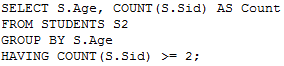 SELECT S.Age, COUNT(S.Sid) AS Count
FROM STUDENTS S2
GROUP BY S.Age
HAVING COUNT(S.Sid) >= 2;